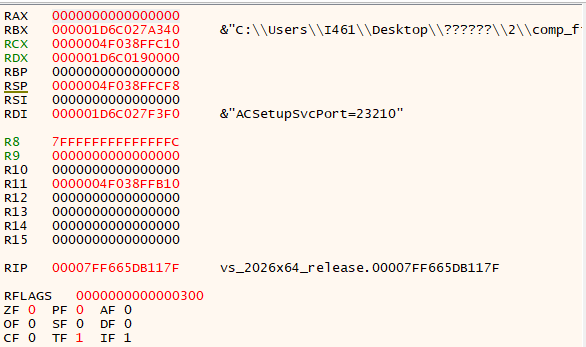 RAX 0000000000000000
RBX 000001D6C027A340 &"C:\\Users\\I461\\Desktop\\??????\\2\\comp_f
RCX 0000004F038FFC10
RDX 000001D6C0190000
RBP 0000000000000000
RSP 0000004F038FFCF8
RSI 0000000000000000
RDI 000001D6C027F3F0 &"ACSetupSvcPort=23210"
R8 7FFFFFFFFFFFFFFC
R9 0000000000000000
R10 0000000000000000
R11 0000004F038FFB10
R12 0000000000000000
R13 0000000000000000
R14 0000000000000000
R15 0000000000000000
RIP 00007FF665DB117F vs_2026x64_release.00007FF665DB117F
RFLAGS 0000000000000300
ZF 0 PF 0 AF 0
OF 0 SF 0 DF 0
CF 0 TF 1 IF 1